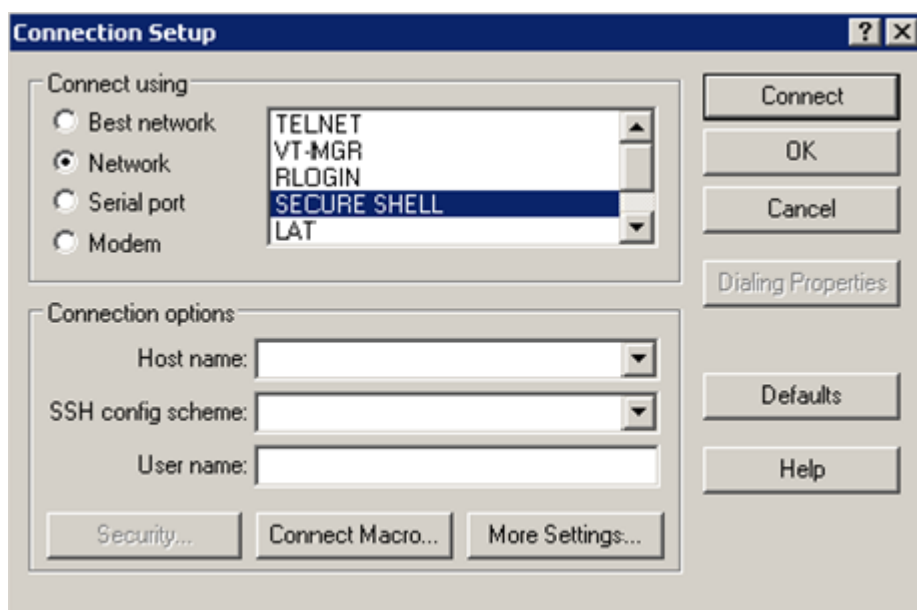 Connection Setup
Connect using
Best network
Network
Serial port
Modem
TELNET
VT-MGR
RLOGIN
SECURE SHELL
LAT
Connect
OK
Cancel
Dialing Properties
Connection options
Host name:
SSH config scheme:
User name:
Security...
Connect Macro...
More Settings...
Defaults
Help